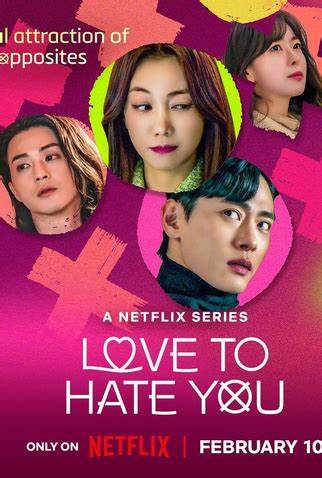 l attraction of
opposites
A NETFLIX SERIES
LOVE TO
HATE YOU
ONLY ON NETFLIX | FEBRUARY 10